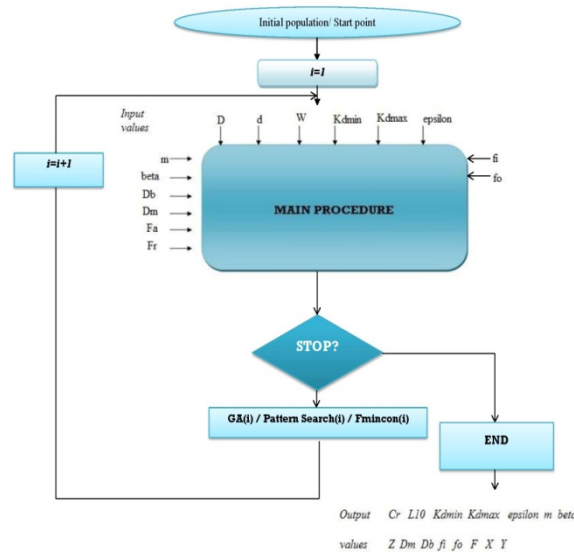 Initial population/ Start point
i=1
Input
values
D d W Kdmin Kdmax epsilon
i=i+1
m
beta
Db
Dm
Fa
Fr
fi
fo
MAIN PROCEDURE
STOP?
GA(i) / Pattern Search(i) / Fmincon(i)
END
Output Cr L10 Kdmin Kdmax epsilon m beta
values Z Dm Db fi fo F X Y